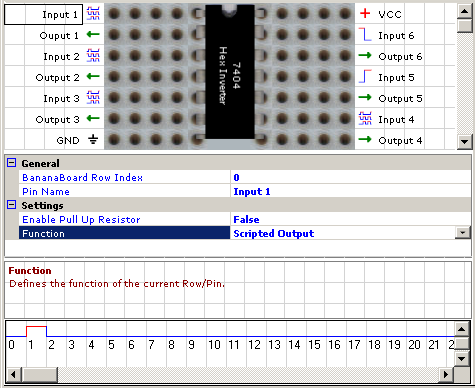 Input 1 VCC
Ouput 1 Input 6
Input 2 Output 6
Output 2 Input 5
Input 3 Output 5
Output 3 Input 4
GND Output 4
7404
Hex Inverter
General
BananaBoard Row Index 0
Pin Name Input 1
Settings
Enable Pull Up Resistor False
Function Scripted Output
Function
Defines the function of the current Row/Pin.
0 1 2 3 4 5 6 7 8 9 10 11 12 13 14 15 16 17 18 19 20 21 2